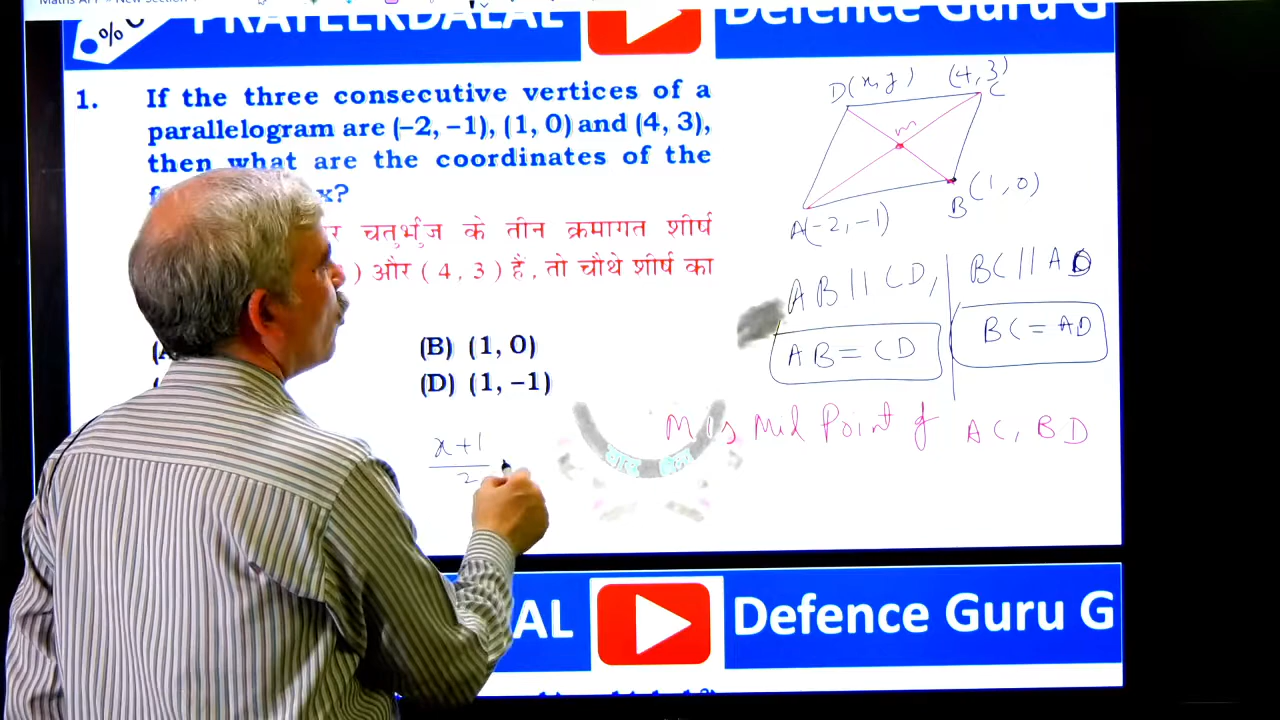 Maths
%
PRATEEKDALAL
Defence Guru G
1. If the three consecutive vertices of a
parallelogram are (–2, –1), (1, 0) and (4, 3),
then what are the coordinates of the
x?
चतुर्भुज के तीन क्रमागत शीर्ष
) और ( 4 , 3 ) हैं , तो चौथे शीर्ष का
(B) (1, 0)
(D) (1, –1)
x+1
2
D(x, y)
(4, 3)
C
m
B (1, 0)
A(-2, -1)
AB || CD,
BC || AD
AB = CD
BC = AD
M is Mid Point of AC, BD
AL
Defence Guru G